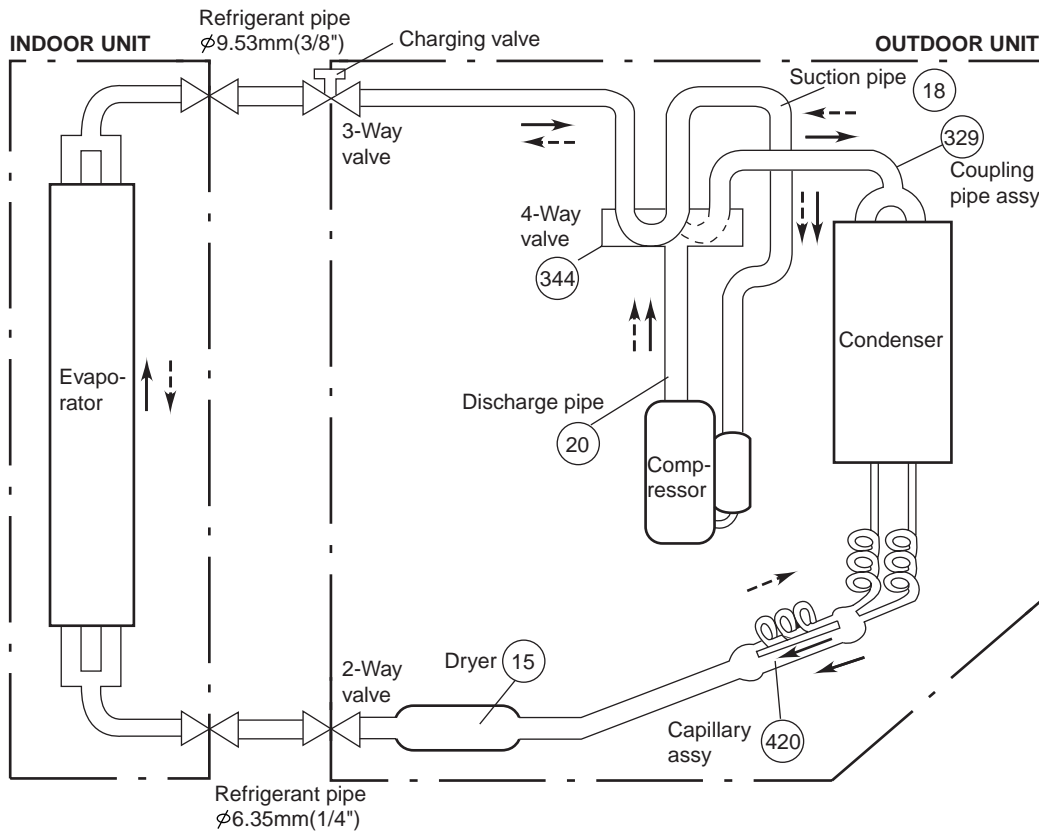 Refrigerant pipe
⌀9.53mm(3/8")
INDOOR UNIT
Charging valve
OUTDOOR UNIT
Suction pipe
18
3-Way
valve
329
Coupling
pipe assy
4-Way
valve
344
Condenser
Evapo-
rator
Discharge pipe
20
Comp-
ressor
2-Way
valve
Dryer
15
Capillary
assy
420
Refrigerant pipe
⌀6.35mm(1/4")